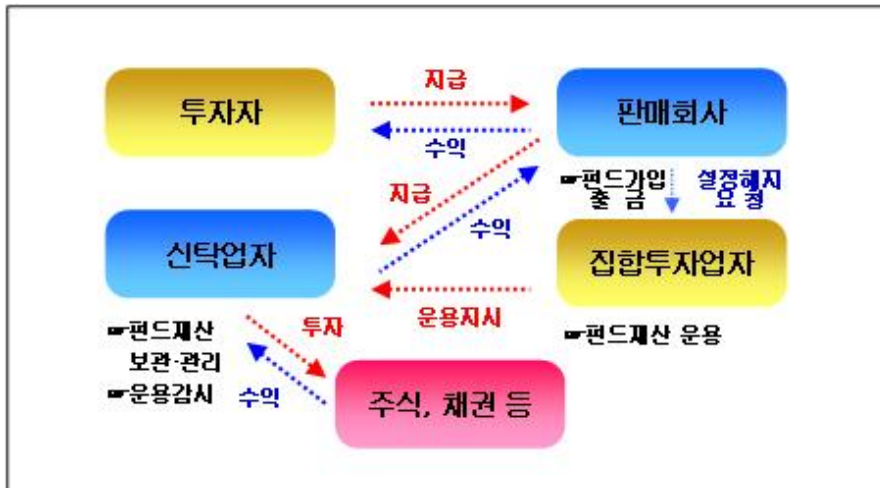 투자자
지급
수익
판매회사
☞펀드가입
출 금
설정해지
요 청
지급
수익
신탁업자
집합투자업자
운용지시
☞펀드재산 운용
☞펀드재산
보관·관리
☞운용감시
투자
수익
주식, 채권 등